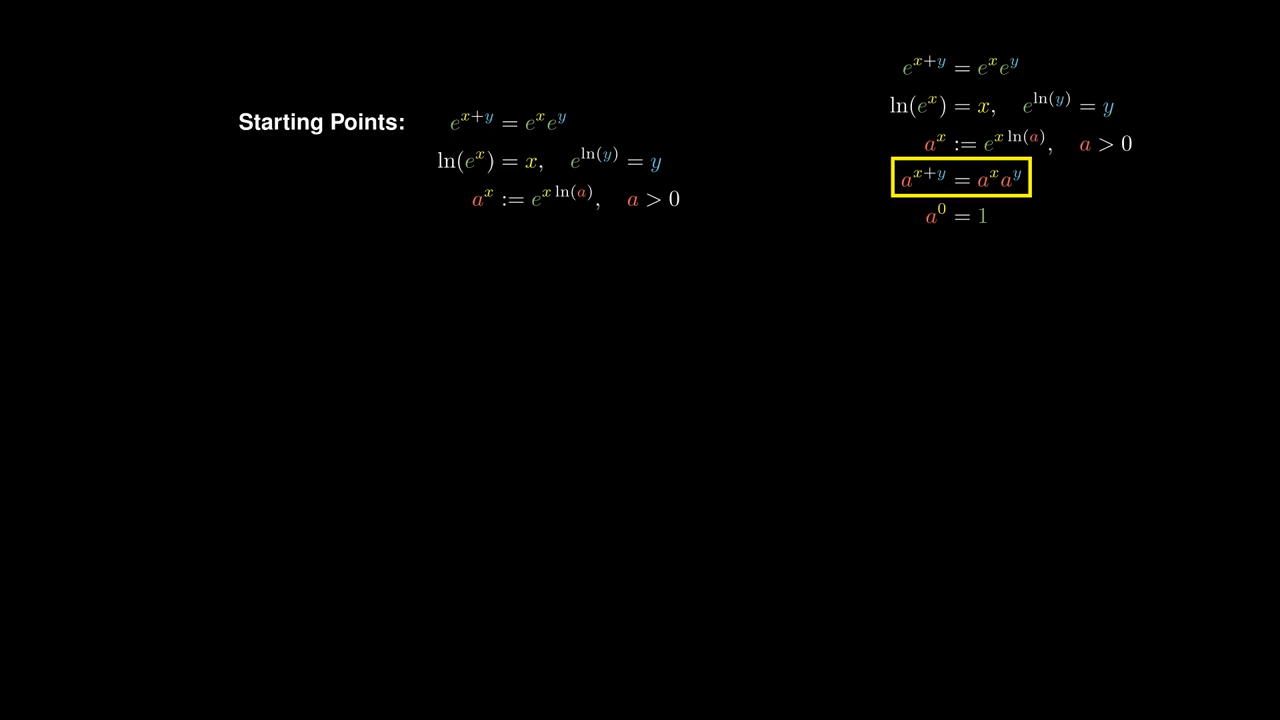 Starting Points: e^{x+y} = e^x e^y
ln(e^x) = x, e^{ln(y)} = y
a^x := e^{x ln(a)}, a > 0
e^{x+y} = e^x e^y
ln(e^x) = x, e^{ln(y)} = y
a^x := e^{x ln(a)}, a > 0
a^{x+y} = a^x a^y
a^0 = 1